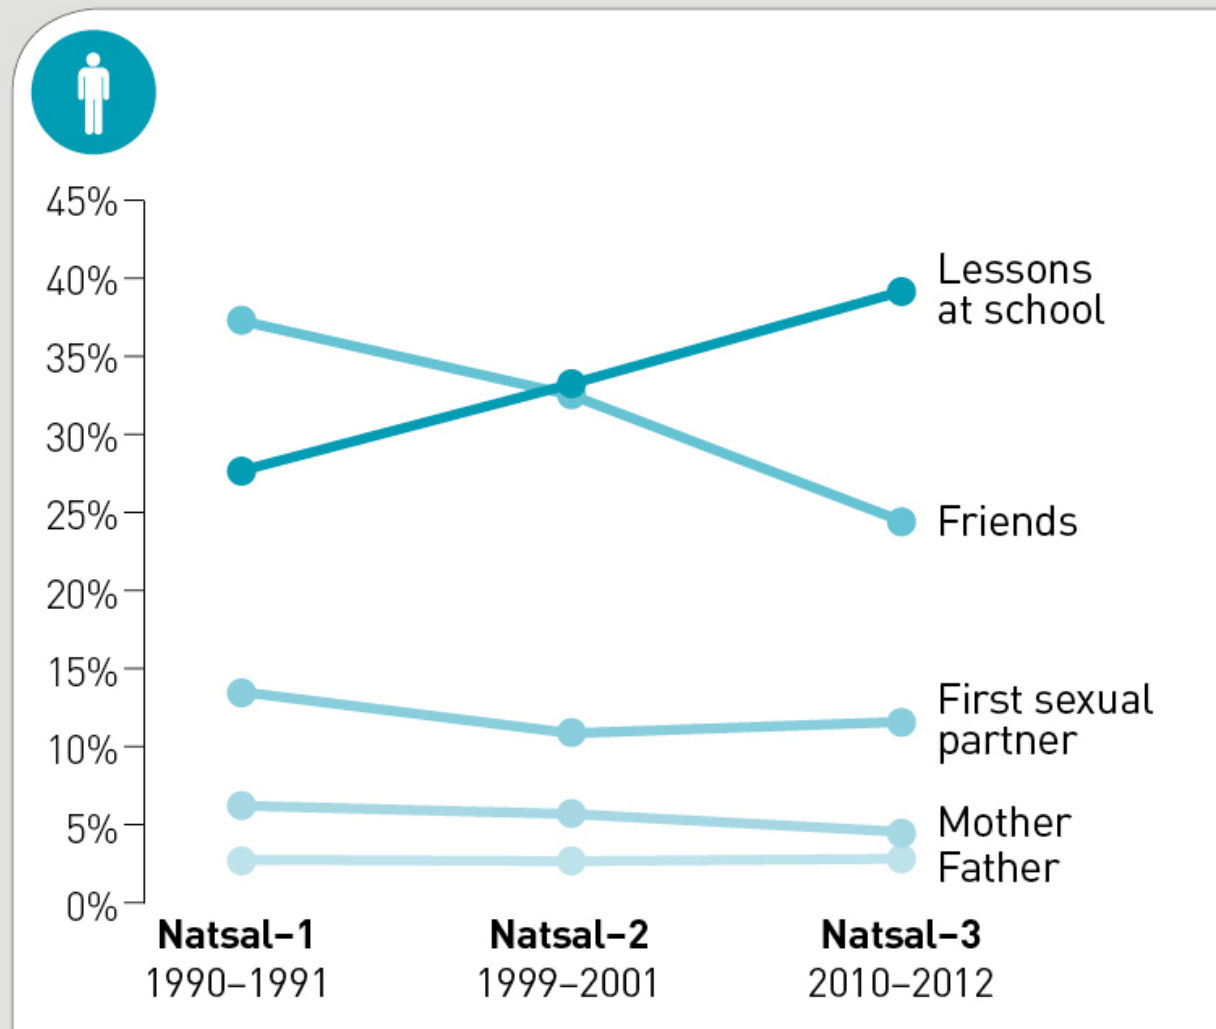 45%
40%
35%
30%
25%
20%
15%
10%
5%
0%
Lessons
at school
Friends
First sexual
partner
Mother
Father
Natsal–1 Natsal–2 Natsal–3
1990–1991 1999–2001 2010–2012